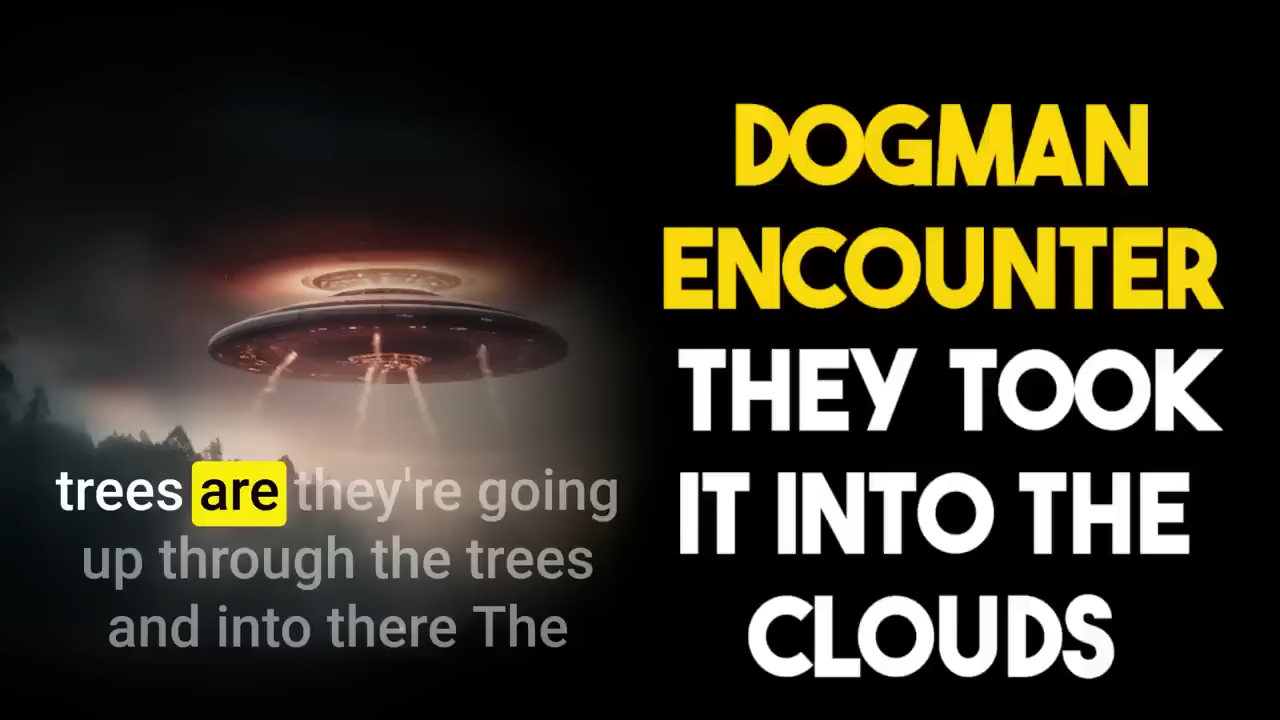 DOGMAN
ENCOUNTER
THEY TOOK
IT INTO THE
CLOUDS
trees are they're going
up through the trees
and into there The